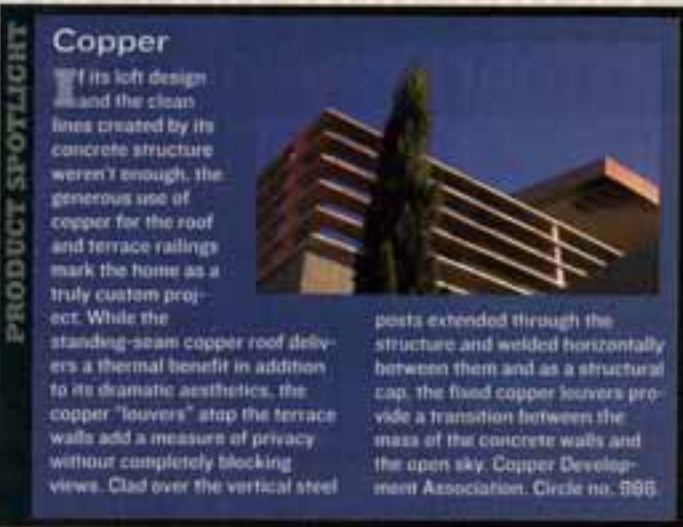 PRODUCT SPOTLIGHT
Copper
If its loft design
and the clean
lines created by its
concrete structure
weren't enough, the
generous use of
copper for the roof
and terrace railings
mark the home as a
truly custom proj-
ect. While the
standing-seam copper roof deliv-
ers a thermal benefit in addition
to its dramatic aesthetics, the
copper "louvers" atop the terrace
walls add a measure of privacy
without completely blocking
views. Clad over the vertical steel
posts extended through the
structure and welded horizontally
between them and as a structural
cap, the fixed copper louvers pro-
vide a transition between the
mass of the concrete walls and
the open sky. Copper Develop-
ment Association. Circle no.